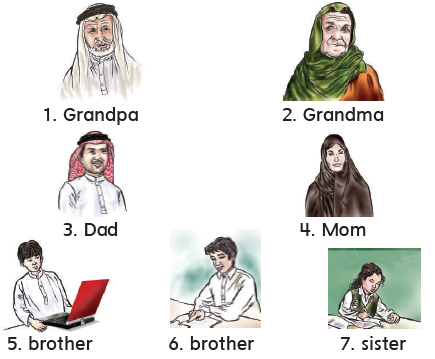 1. Grandpa
2. Grandma
3. Dad
4. Mom
5. brother
6. brother
7. sister